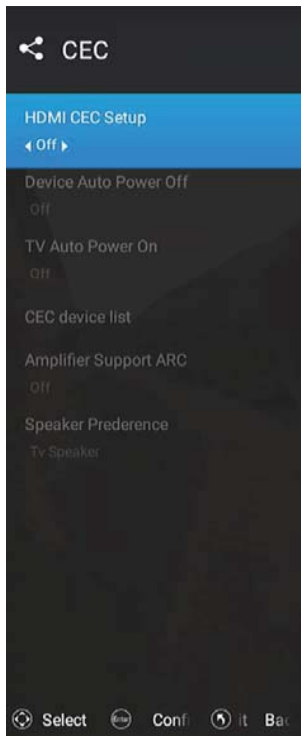 CEC
HDMI CEC Setup
Off
Device Auto Power Off
Off
TV Auto Power On
Off
CEC device list
Amplifier Support ARC
Off
Speaker Prederence
Tv Speaker
Select Enter Conf it Bac